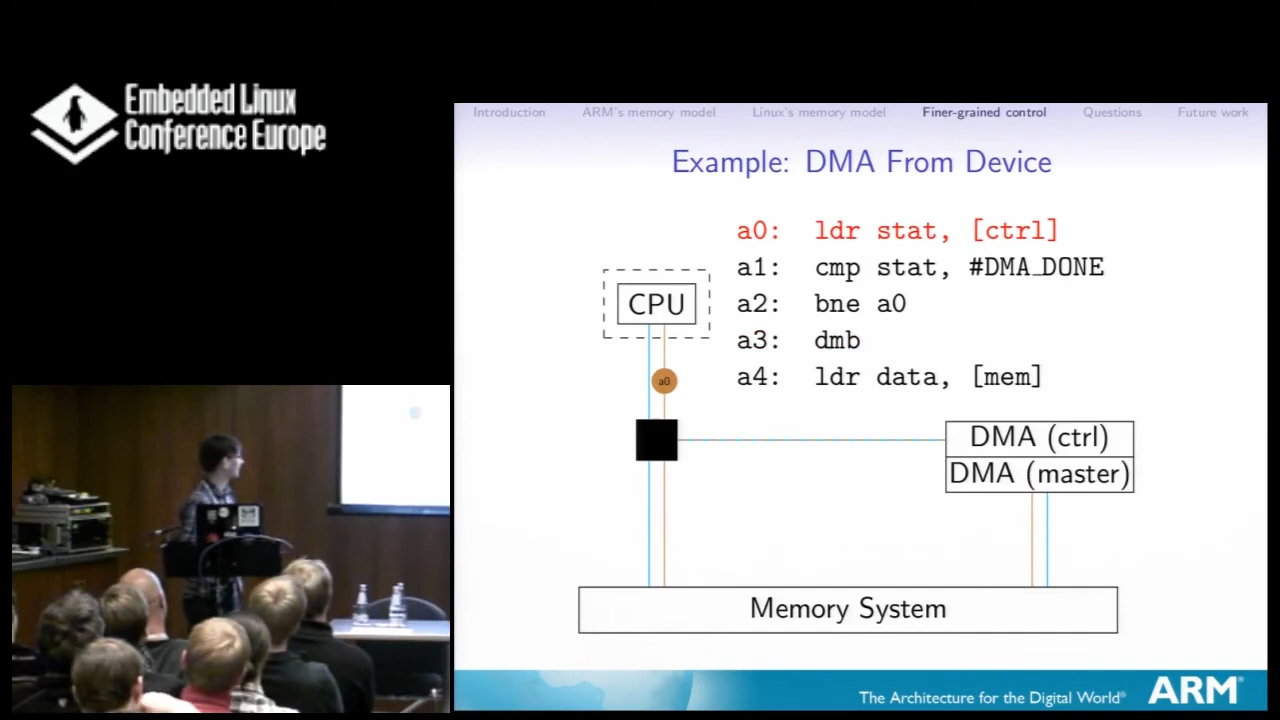 Embedded Linux
Conference Europe
Introduction ARM's memory model Linux's memory model Finer-grained control Questions Future work
Example: DMA From Device
a0: ldr stat, [ctrl]
a1: cmp stat, #DMA_DONE
a2: bne a0
a3: dmb
a4: ldr data, [mem]
CPU
a0
DMA (ctrl)
DMA (master)
Memory System
The Architecture for the Digital World®
ARM®